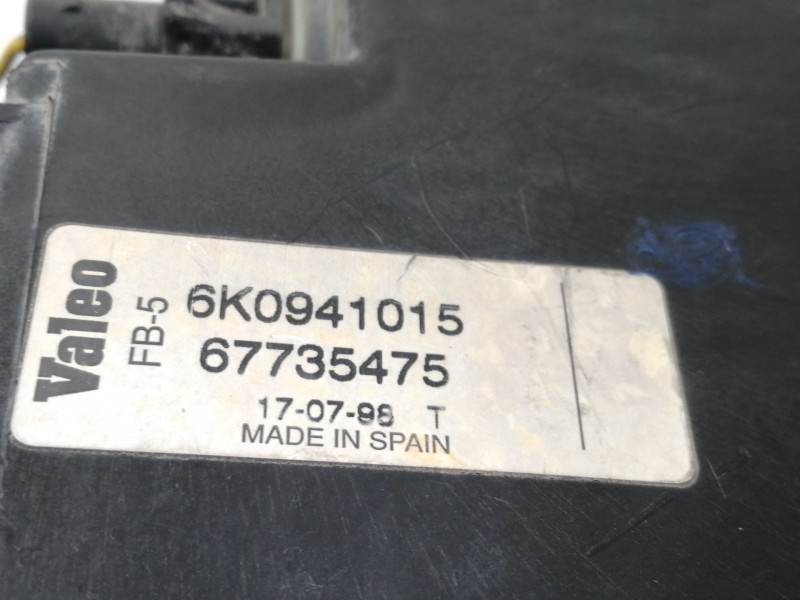 Valeo
FB-5
6K0941015
67735475
17-07-98 T
MADE IN SPAIN